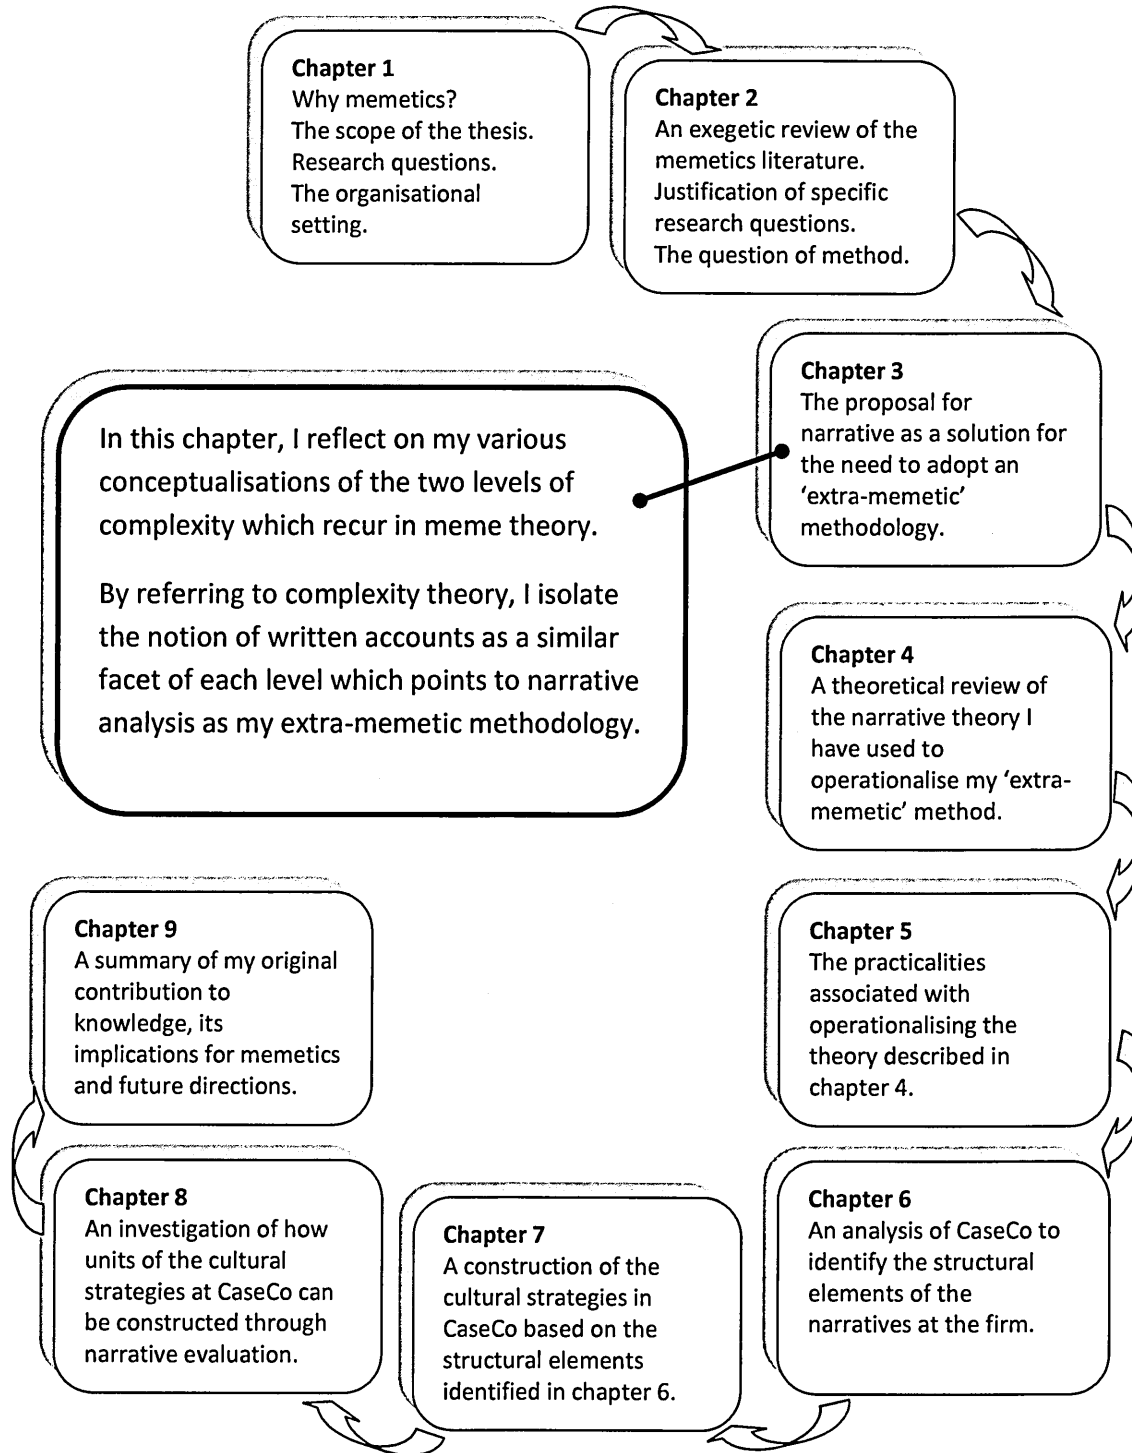 Chapter 1
Why memetics?
The scope of the thesis.
Research questions.
The organisational
setting.
Chapter 2
An exegetic review of the
memetics literature.
Justification of specific
research questions.
The question of method.
Chapter 3
The proposal for
narrative as a solution for
the need to adopt an
‘extra-memetic’
methodology.
In this chapter, I reflect on my various
conceptualisations of the two levels of
complexity which recur in meme theory.
By referring to complexity theory, I isolate
the notion of written accounts as a similar
facet of each level which points to narrative
analysis as my extra-memetic methodology.
Chapter 4
A theoretical review of
the narrative theory I
have used to
operationalise my ‘extra-
memetic’ method.
Chapter 5
The practicalities
associated with
operationalising the
theory described in
chapter 4.
Chapter 6
An analysis of CaseCo to
identify the structural
elements of the
narratives at the firm.
Chapter 7
A construction of the
cultural strategies in
CaseCo based on the
structural elements
identified in chapter 6.
Chapter 8
An investigation of how
units of the cultural
strategies at CaseCo can
be constructed through
narrative evaluation.
Chapter 9
A summary of my original
contribution to
knowledge, its
implications for memetics
and future directions.